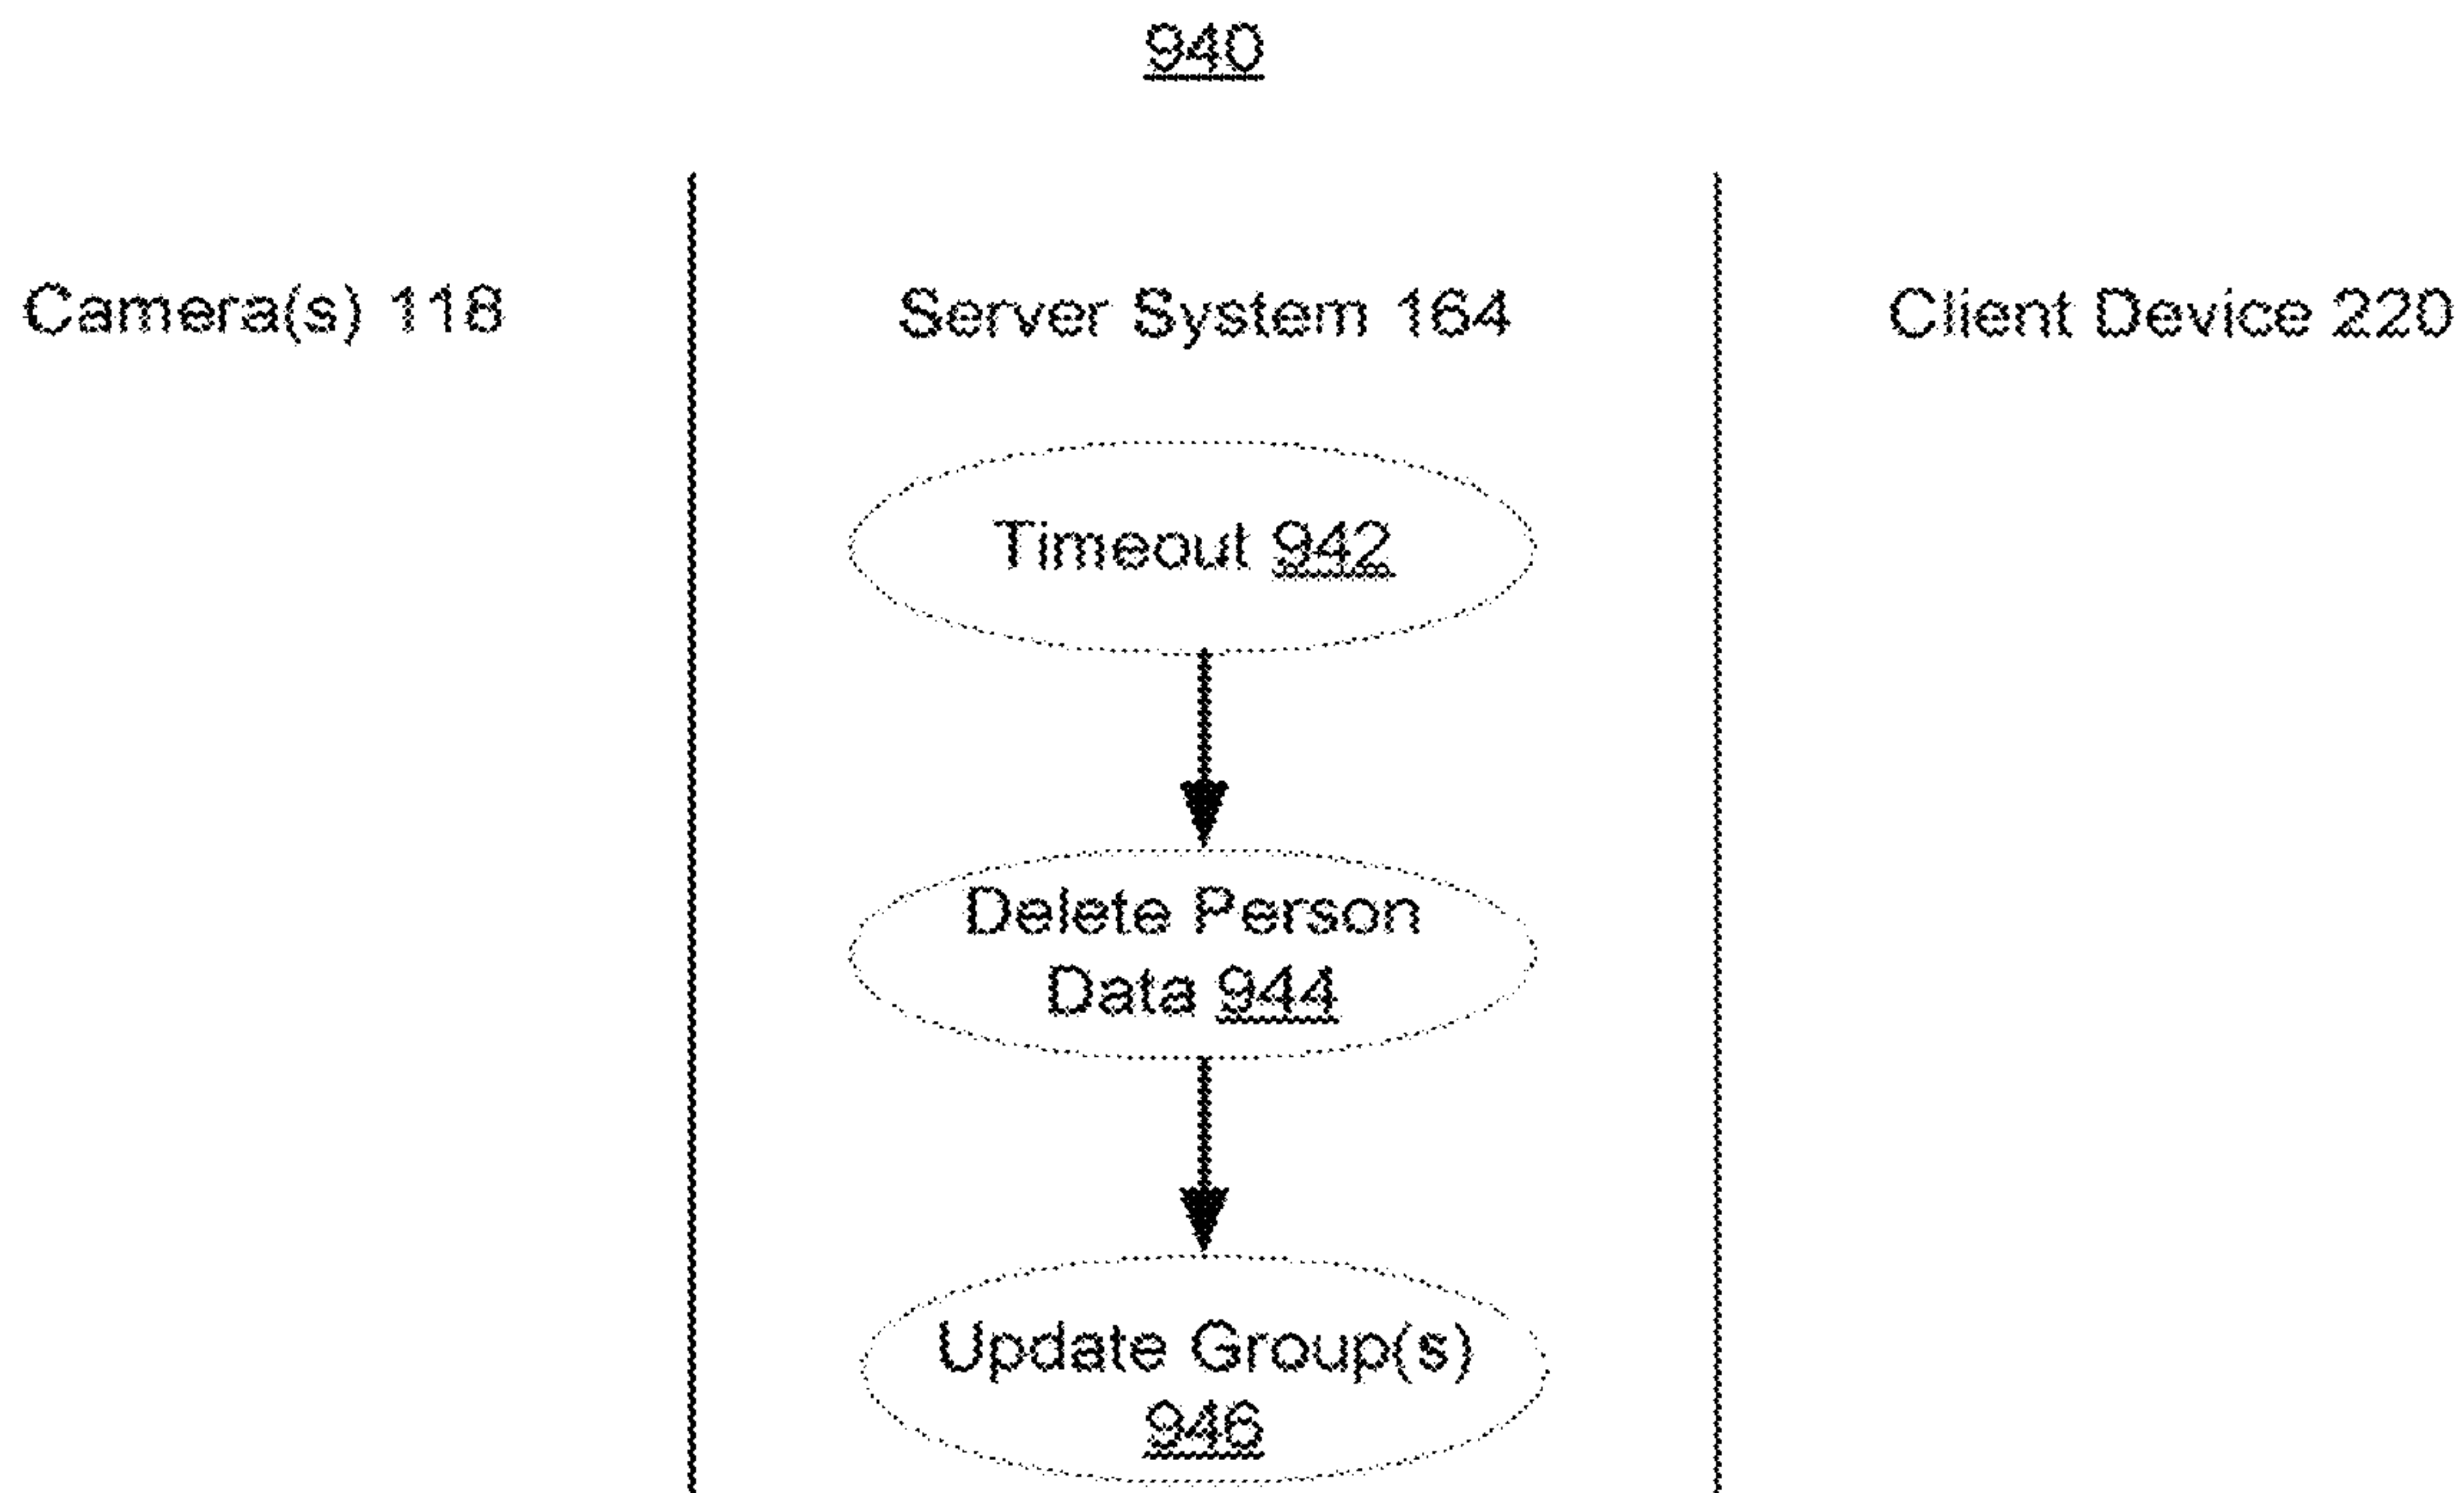 940
Camera(s) 118
Server System 164
Client Device 220
Timeout 942
Delete Person
Data 944
Update Group(s)
946